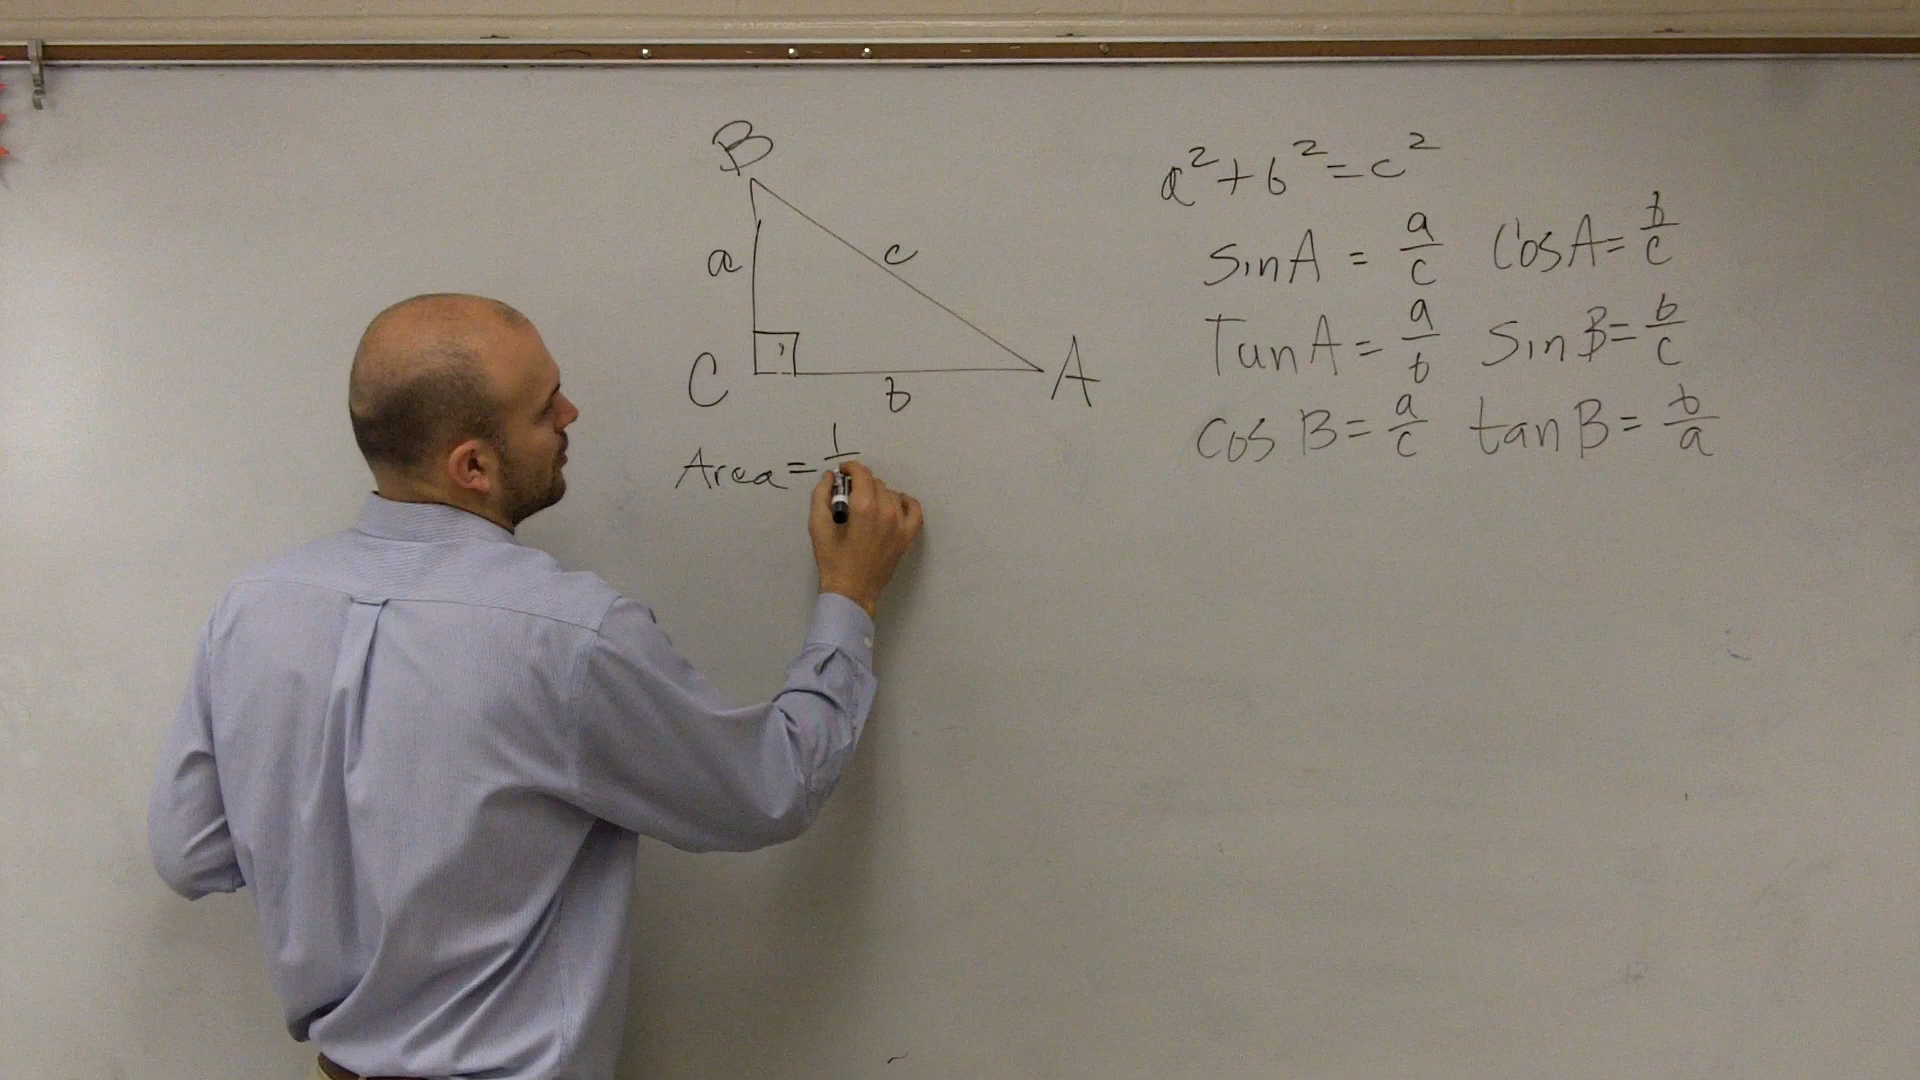 B
a c
C b A
Area = 1
a² + b² = c²
sin A = a/c Cos A = b/c
Tan A = a/b sin B = b/c
cos B = a/c tan B = b/a